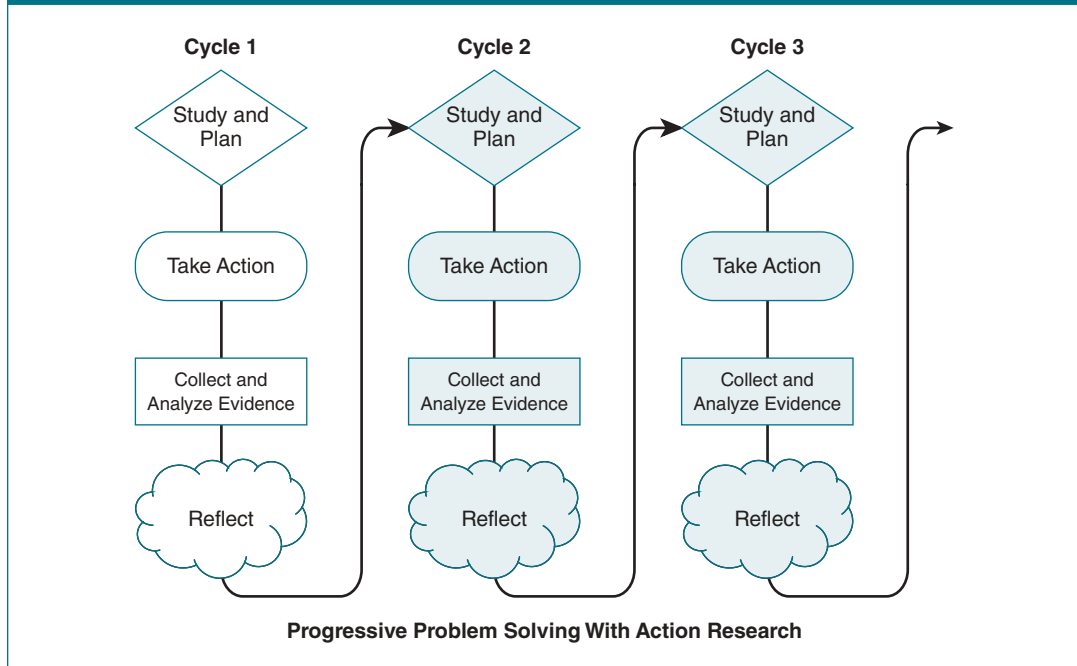 Cycle 1
Cycle 2
Cycle 3
Study and
Plan
Study and
Plan
Study and
Plan
Take Action
Take Action
Take Action
Collect and
Analyze Evidence
Collect and
Analyze Evidence
Collect and
Analyze Evidence
Reflect
Reflect
Reflect
Progressive Problem Solving With Action Research